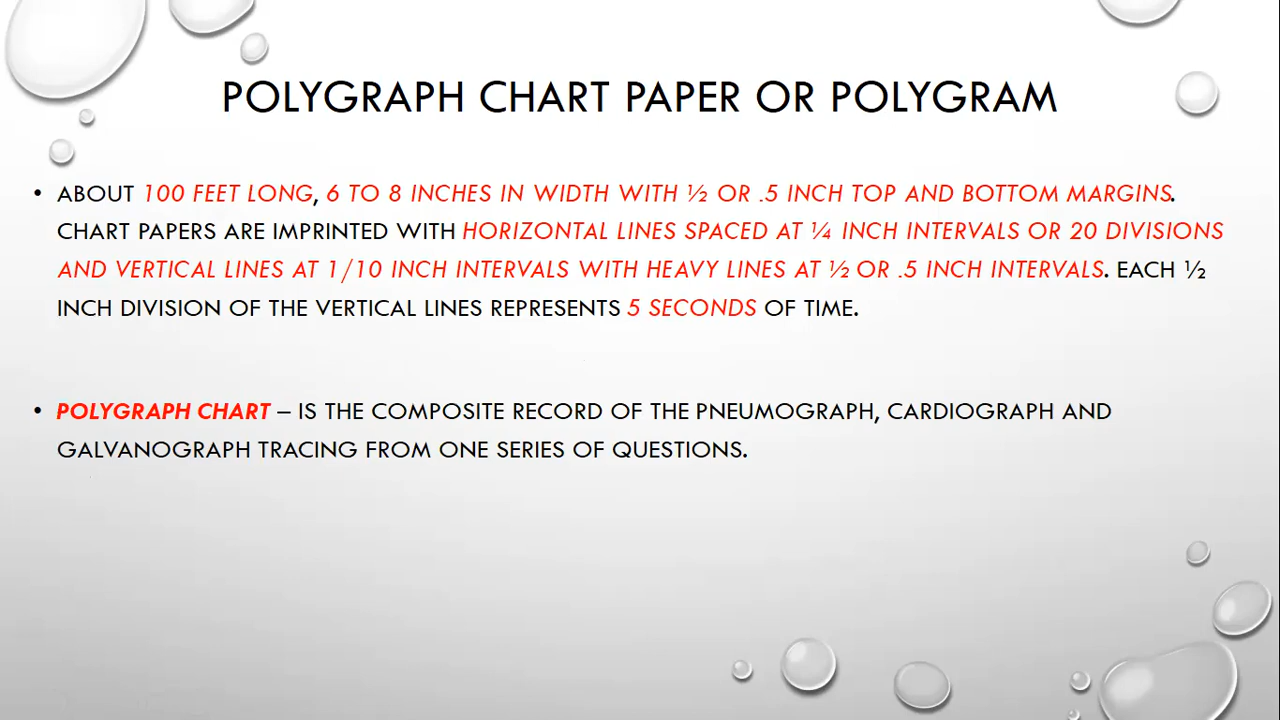 POLYGRAPH CHART PAPER OR POLYGRAM
• ABOUT 100 FEET LONG, 6 TO 8 INCHES IN WIDTH WITH ½ OR .5 INCH TOP AND BOTTOM MARGINS.
CHART PAPERS ARE IMPRINTED WITH HORIZONTAL LINES SPACED AT ¼ INCH INTERVALS OR 20 DIVISIONS
AND VERTICAL LINES AT 1/10 INCH INTERVALS WITH HEAVY LINES AT ½ OR .5 INCH INTERVALS. EACH ½
INCH DIVISION OF THE VERTICAL LINES REPRESENTS 5 SECONDS OF TIME.
• POLYGRAPH CHART – IS THE COMPOSITE RECORD OF THE PNEUMOGRAPH, CARDIOGRAPH AND
GALVANOGRAPH TRACING FROM ONE SERIES OF QUESTIONS.